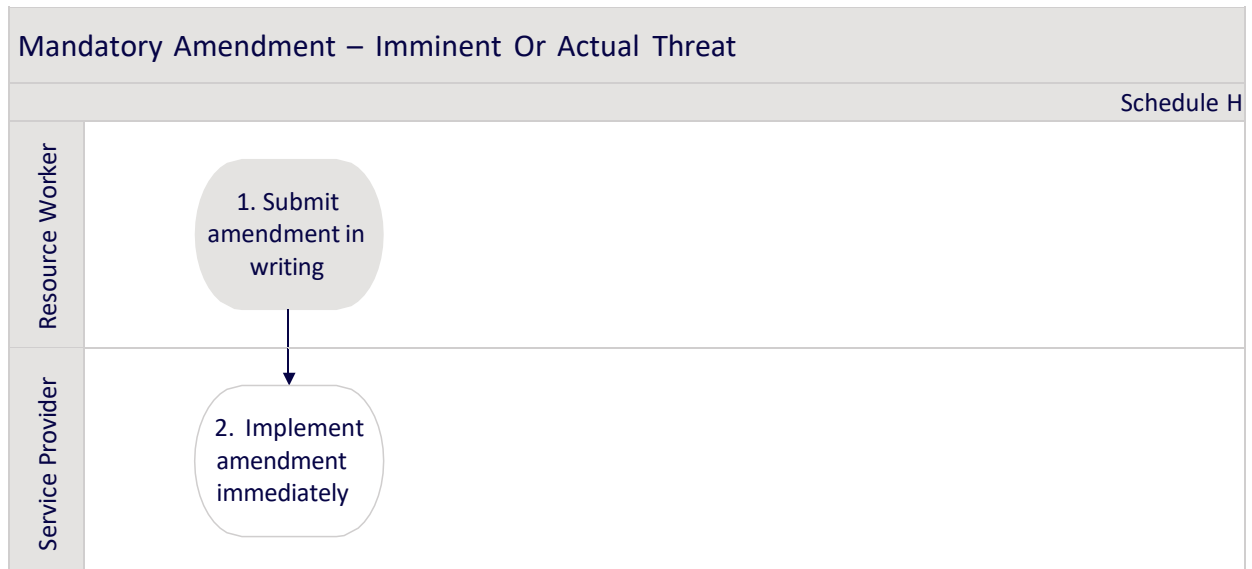 Mandatory Amendment – Imminent Or Actual Threat
Schedule H
Resource Worker
1. Submit
amendment in
writing
Service Provider
2. Implement
amendment
immediately